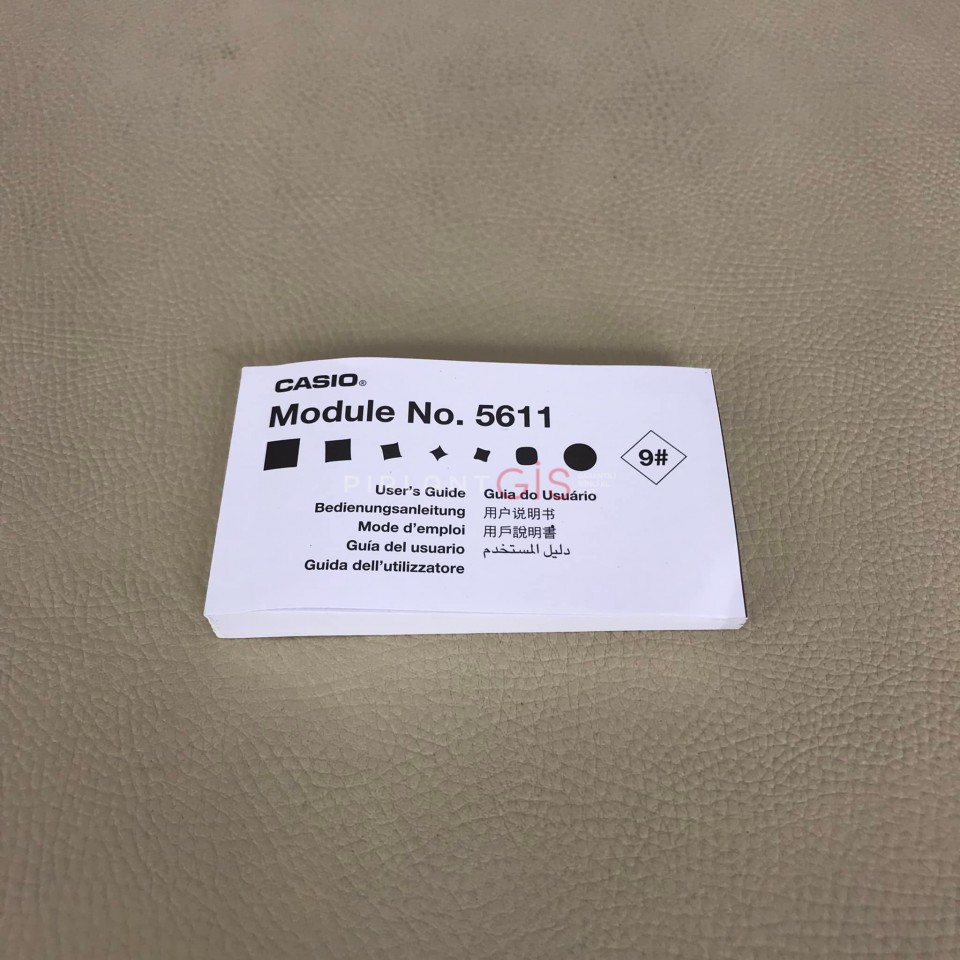 CASIO®
Module No. 5611
9#
PIPLONT GIS
User's Guide
Bedienungsanleitung
Mode d'emploi
Guía del usuario
Guida dell'utilizzatore
Guia do Usuário
用户说明书
用戶說明書
دليل المستخدم